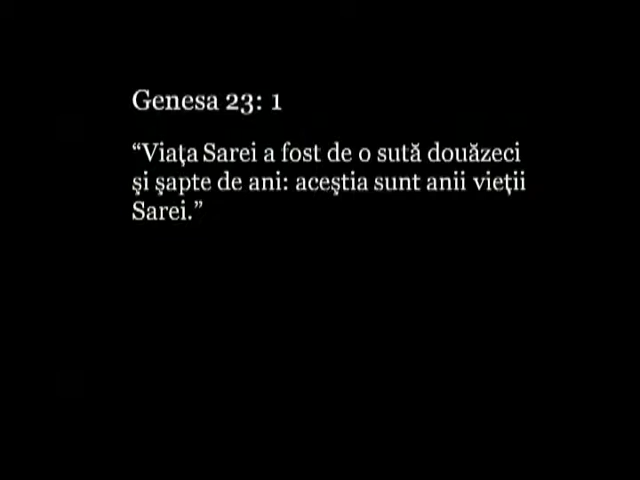 Genesa 23: 1
“Viaţa Sarei a fost de o sută douăzeci
şi şapte de ani: aceştia sunt anii vieţii
Sarei.”